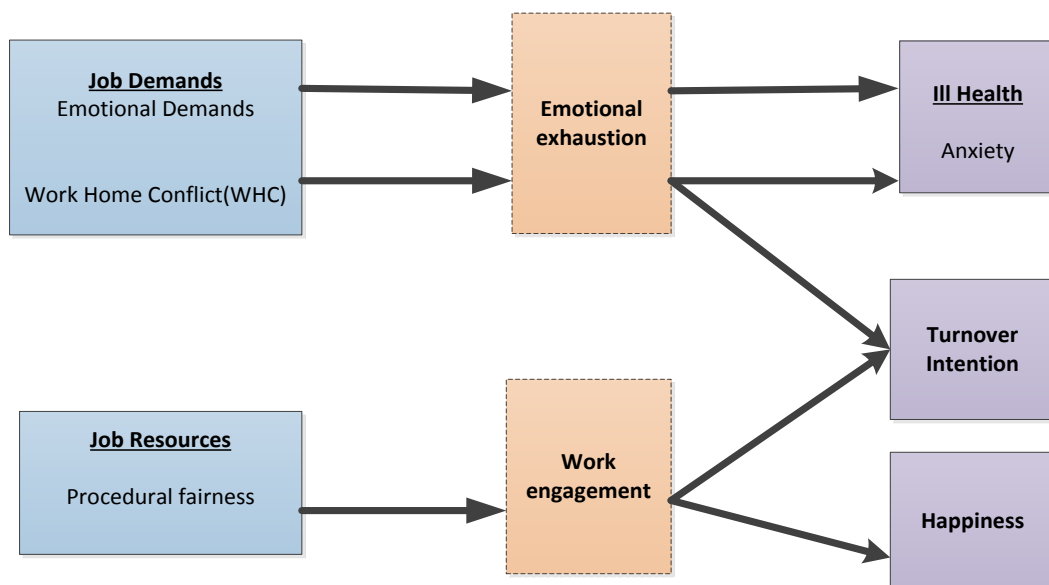 Job Demands
Emotional Demands
Work Home Conflict(WHC)
Emotional
exhaustion
Ill Health
Anxiety
Turnover
Intention
Job Resources
Procedural fairness
Work
engagement
Happiness